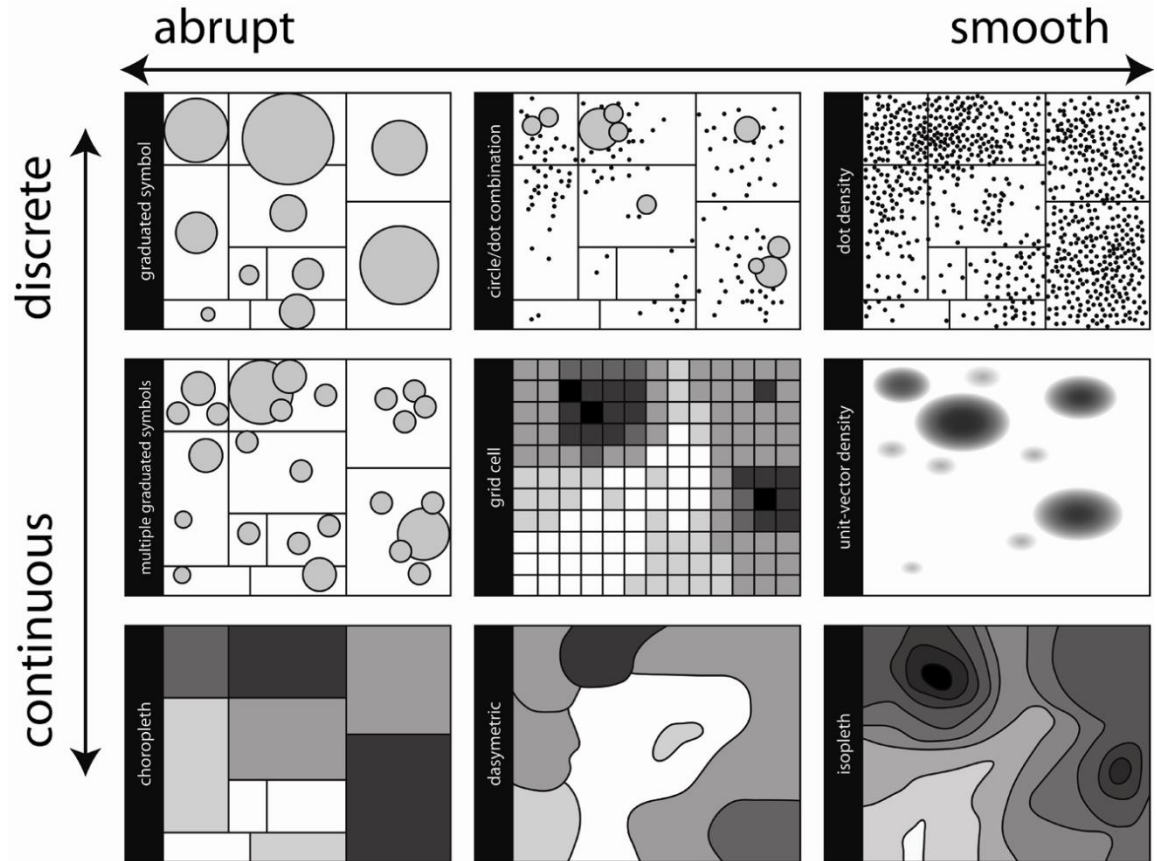 abrupt
smooth
discrete
continuous
graduated symbol
circle/dot combination
dot density
multiple graduated symbols
grid cell
unit-vector density
choropleth
dasymetric
isopleth